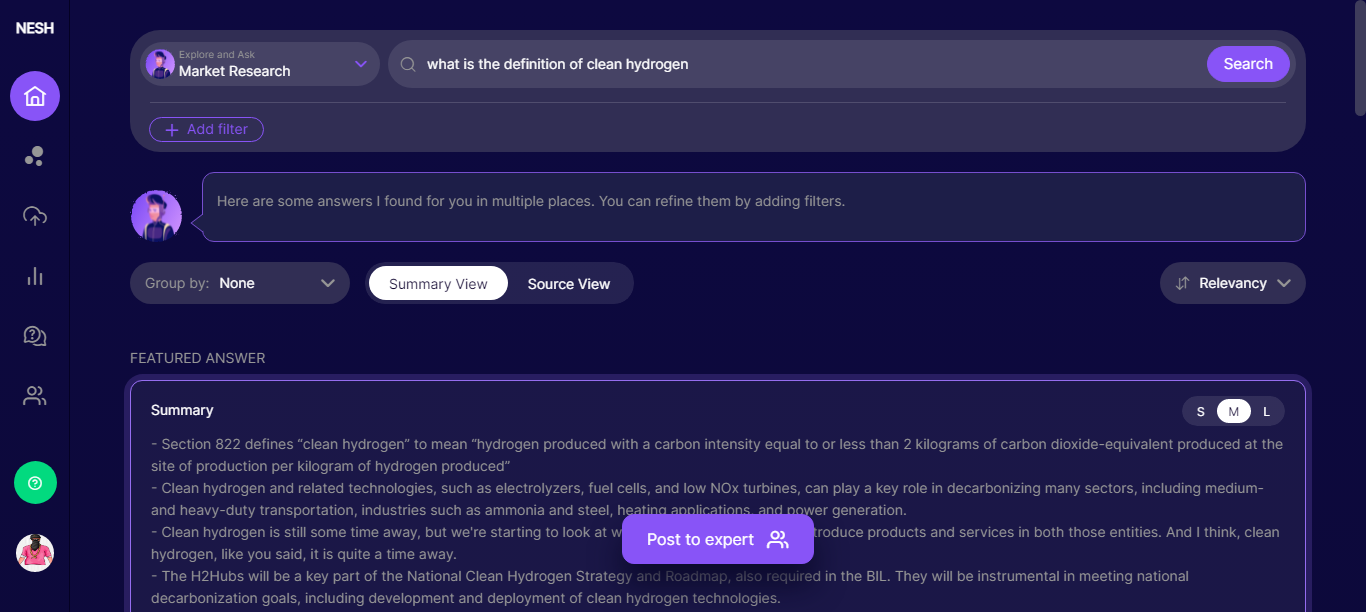 NESH
Explore and Ask
Market Research
what is the definition of clean hydrogen
Search
Add filter
Here are some answers I found for you in multiple places. You can refine them by adding filters.
Group by: None
Summary View
Source View
Relevancy
FEATURED ANSWER
Summary
S M L
- Section 822 defines “clean hydrogen” to mean “hydrogen produced with a carbon intensity equal to or less than 2 kilograms of carbon dioxide-equivalent produced at the
site of production per kilogram of hydrogen produced”
- Clean hydrogen and related technologies, such as electrolyzers, fuel cells, and low NOx turbines, can play a key role in decarbonizing many sectors, including medium-
and heavy-duty transportation, industries such as ammonia and steel, heating applications, and power generation.
- Clean hydrogen is still some time away, but we're starting to look at troduce products and services in both those entities. And I think, clean
hydrogen, like you said, it is quite a time away.
- The H2Hubs will be a key part of the National Clean Hydrogen Strategy and Roadmap, also required in the BIL. They will be instrumental in meeting national
decarbonization goals, including development and deployment of clean hydrogen technologies.
Post to expert